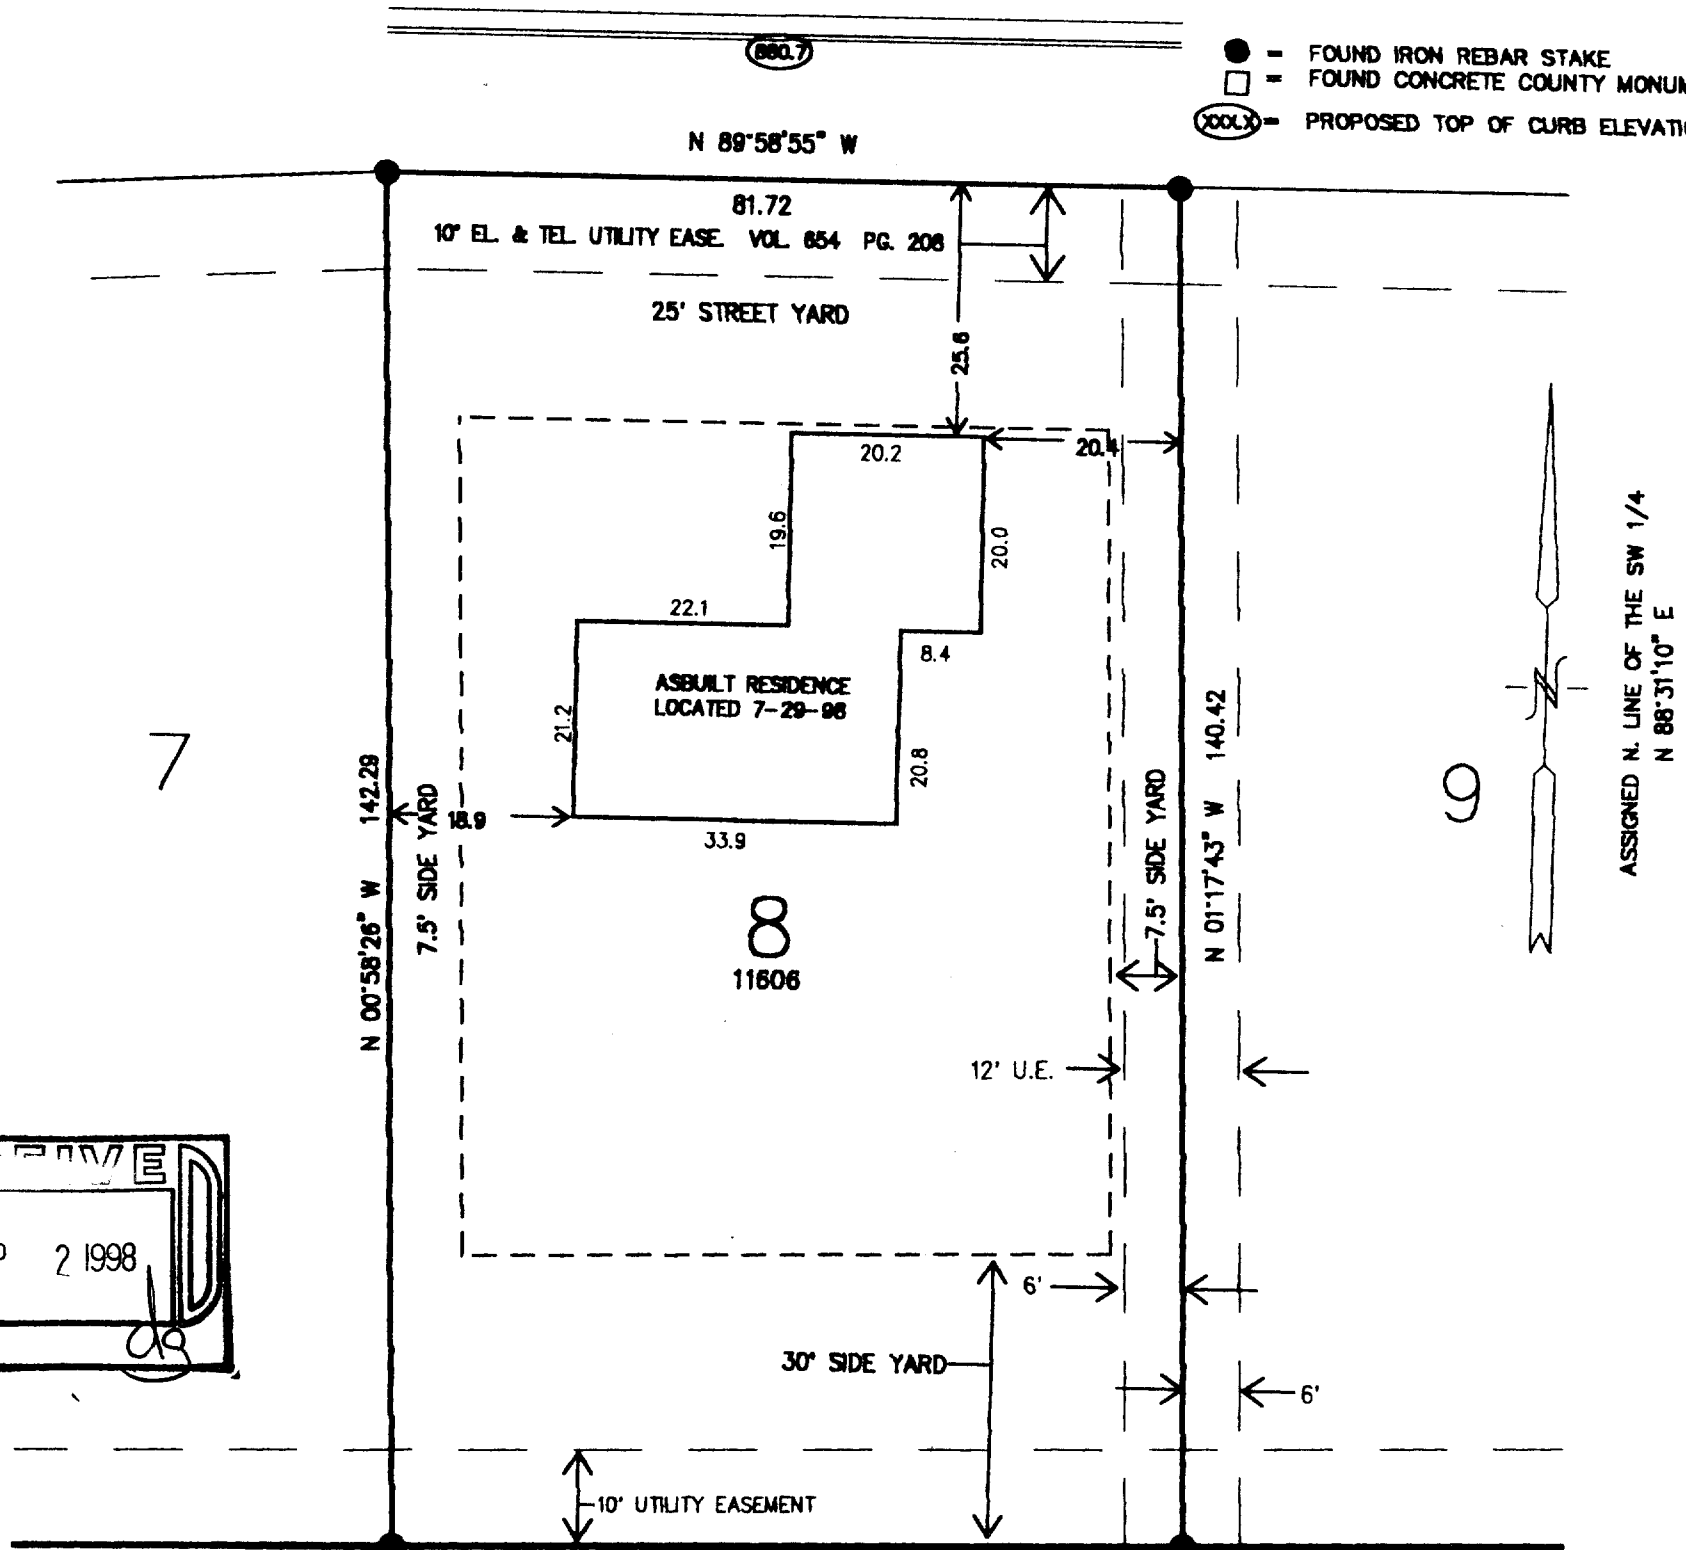 880.7
= FOUND IRON REBAR STAKE
= FOUND CONCRETE COUNTY MONUM
XXX.X = PROPOSED TOP OF CURB ELEVATI
N 89°58'55" W
81.72
10' EL. & TEL. UTILITY EASE. VOL. 654 PG. 206
25' STREET YARD
25.6
20.2
20.4
19.6
20.0
22.1
8.4
ASBUILT RESIDENCE
LOCATED 7-29-98
21.2
20.8
18.9
33.9
7
8
11606
9
N 00°58'26" W 142.29
7.5' SIDE YARD
7.5' SIDE YARD
N 01°17'43" W 140.42
N
ASSIGNED N. LINE OF THE SW 1/4
N 88°31'10" E
12' U.E.
EIVED
2 1998
6'
30' SIDE YARD
6'
10' UTILITY EASEMENT